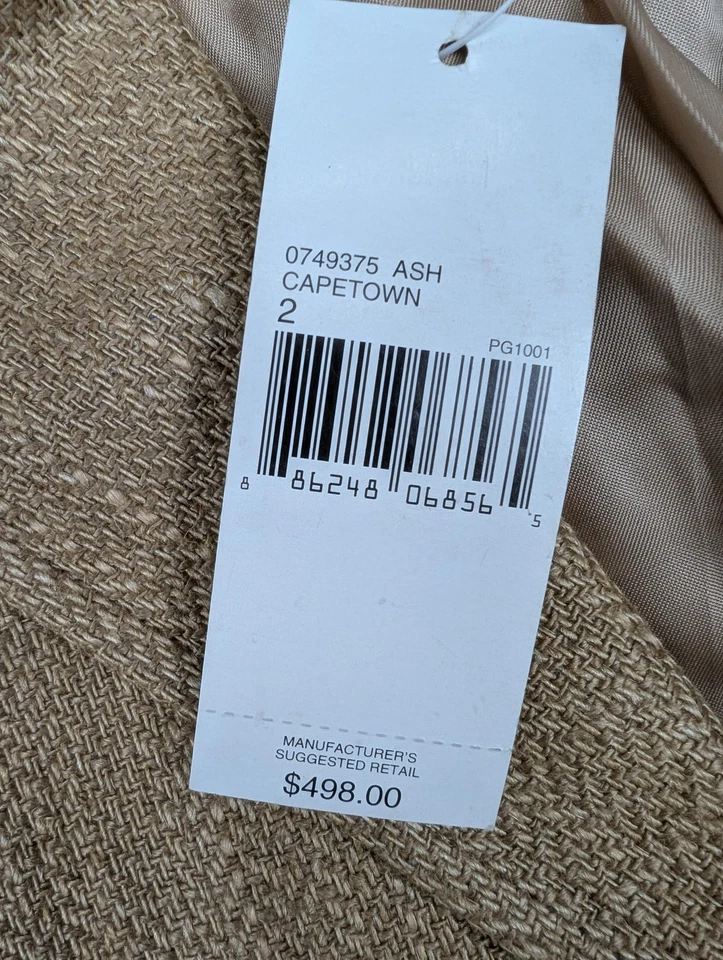 0749375 ASH
CAPETOWN
2
PG1001
8 86248 06856 5
MANUFACTURER'S
SUGGESTED RETAIL
$498.00